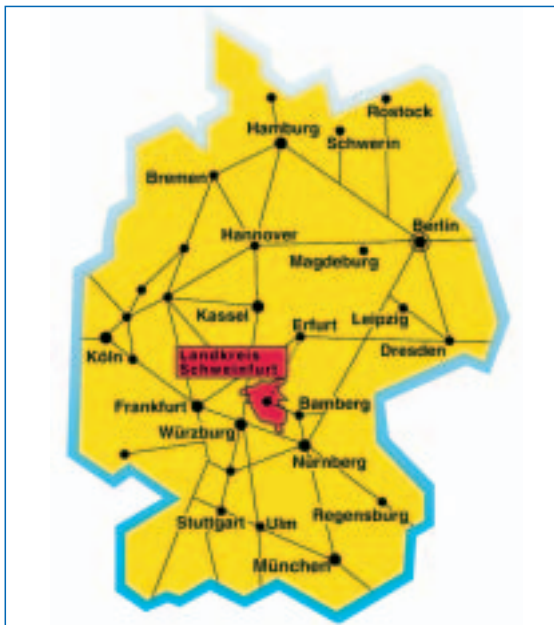 Rostock
Hamburg
Schwerin
Bremen
Hannover
Berlin
Magdeburg
Kassel
Erfurt
Leipzig
Köln
Dresden
Landkreis
Schweinfurt
Frankfurt
Bamberg
Würzburg
Nürnberg
Stuttgart
Ulm
Regensburg
München